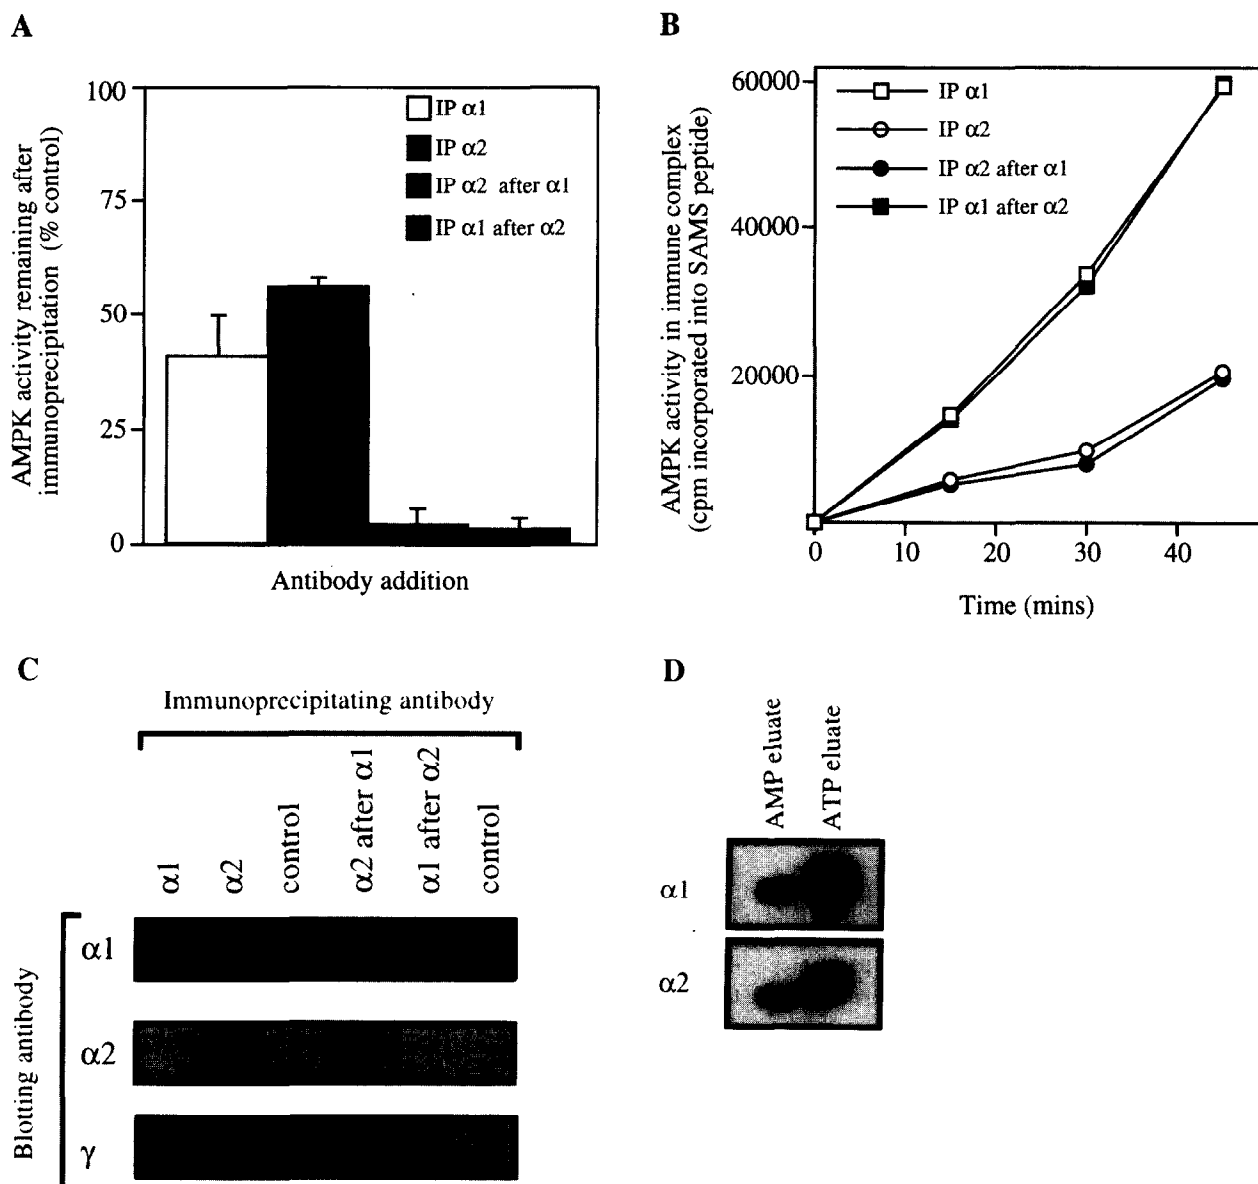 A
AMPK activity remaining after
immunoprecipitation (% control)
100
75
50
25
0
IP α1
IP α2
IP α2 after α1
IP α1 after α2
Antibody addition
B
AMPK activity in immune complex
(cpm incorporated into SAMS peptide)
60000
40000
20000
0
IP α1
IP α2
IP α2 after α1
IP α1 after α2
0 10 20 30 40
Time (mins)
C
Immunoprecipitating antibody
α1
α2
control
α2 after α1
α1 after α2
control
Blotting antibody
α1
α2
γ
D
AMP eluate
ATP eluate
α1
α2